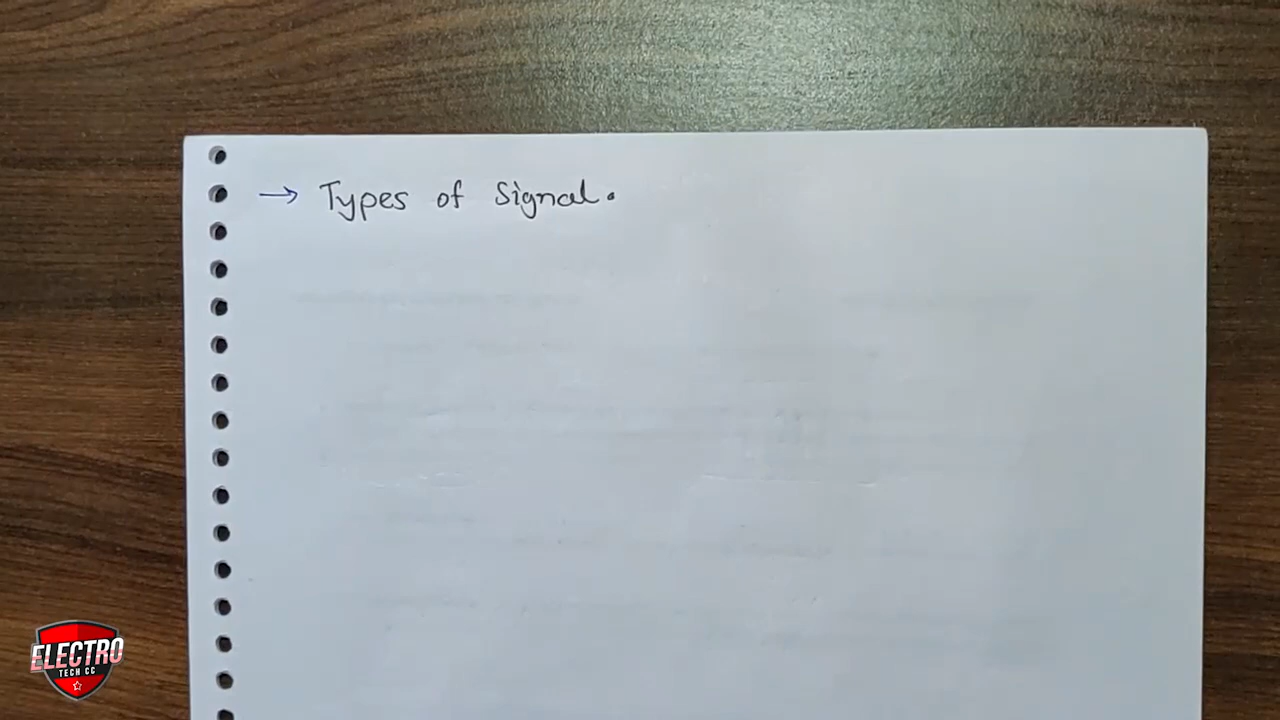 → Types of Signal.
ELECTRO
TECH CC